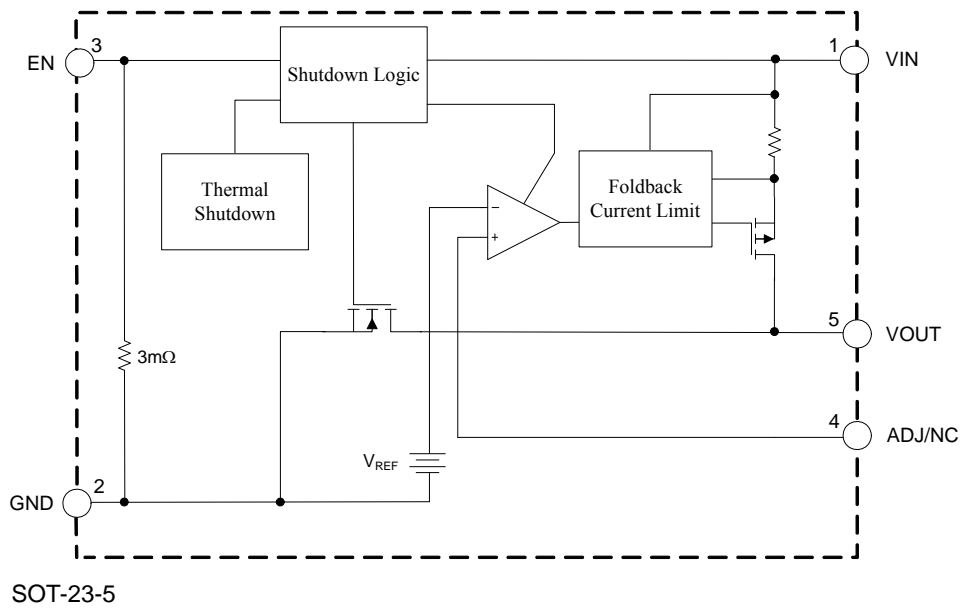 3
EN
Shutdown Logic
1
VIN
Thermal
Shutdown
Foldback
Current Limit
−
+
5
VOUT
3mΩ
4
ADJ/NC
VREF
2
GND
SOT-23-5